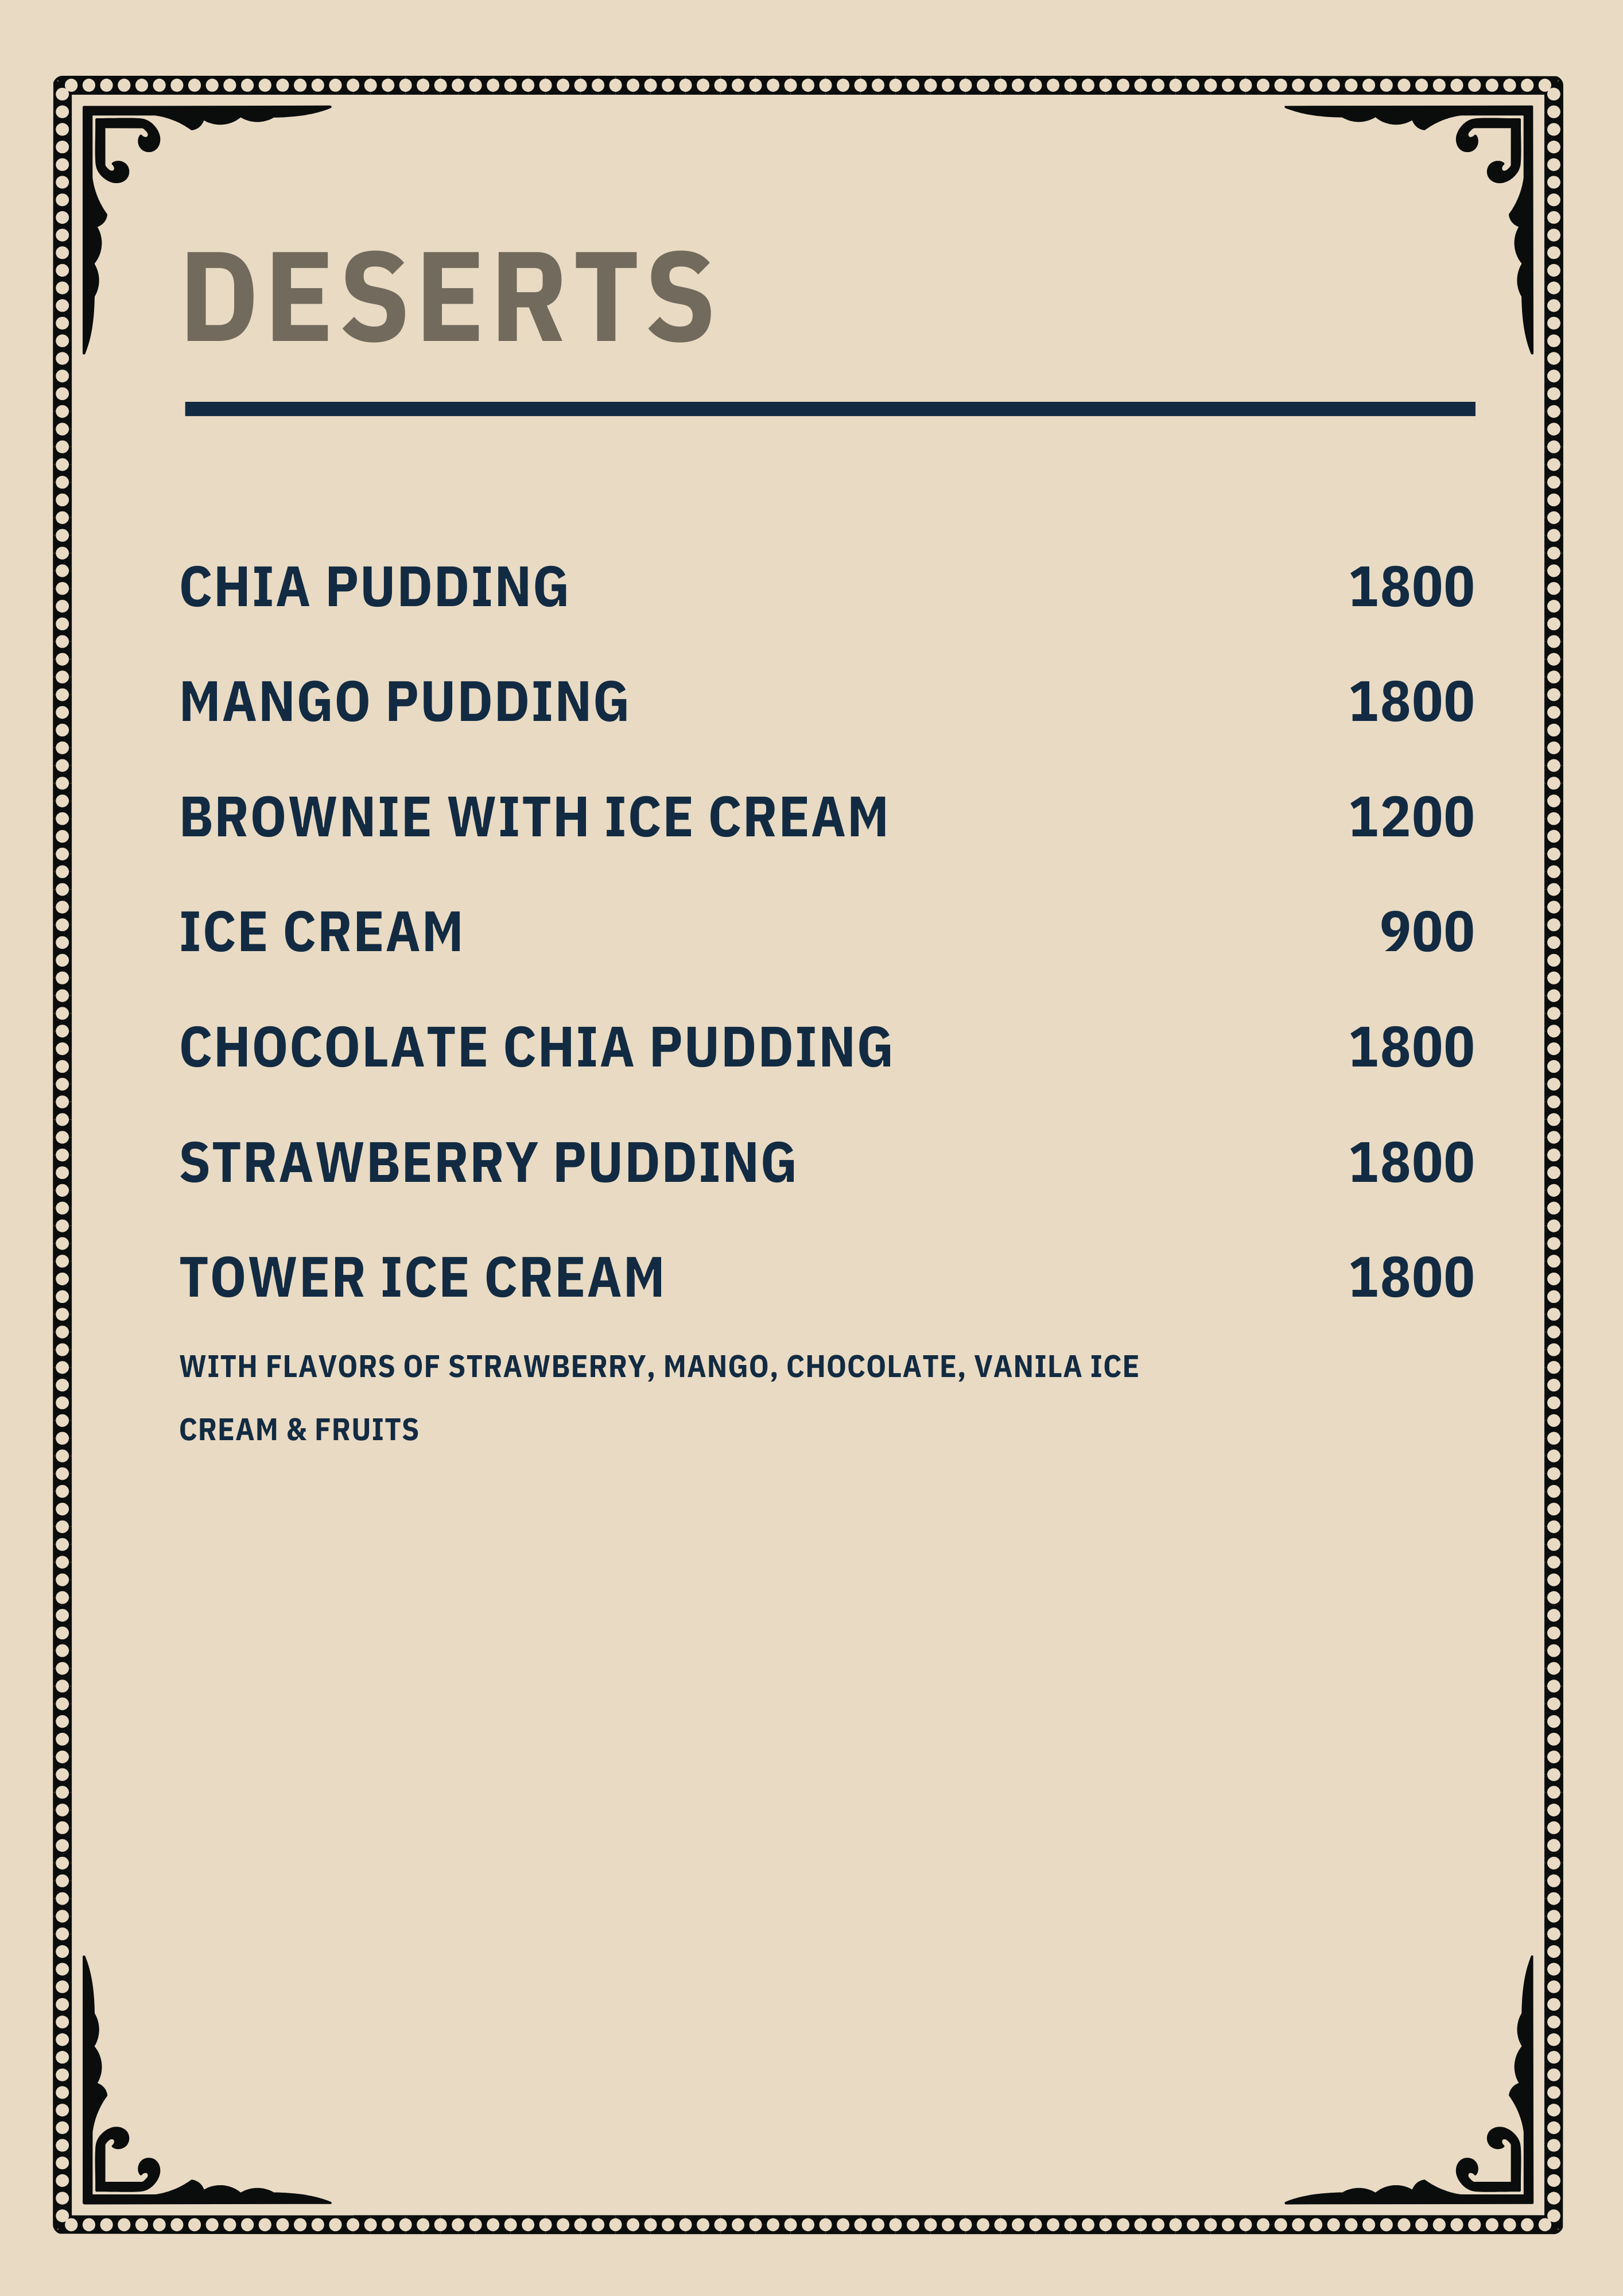 DESERTS
CHIA PUDDING 1800
MANGO PUDDING 1800
BROWNIE WITH ICE CREAM 1200
ICE CREAM 900
CHOCOLATE CHIA PUDDING 1800
STRAWBERRY PUDDING 1800
TOWER ICE CREAM 1800
WITH FLAVORS OF STRAWBERRY, MANGO, CHOCOLATE, VANILA ICE
CREAM & FRUITS